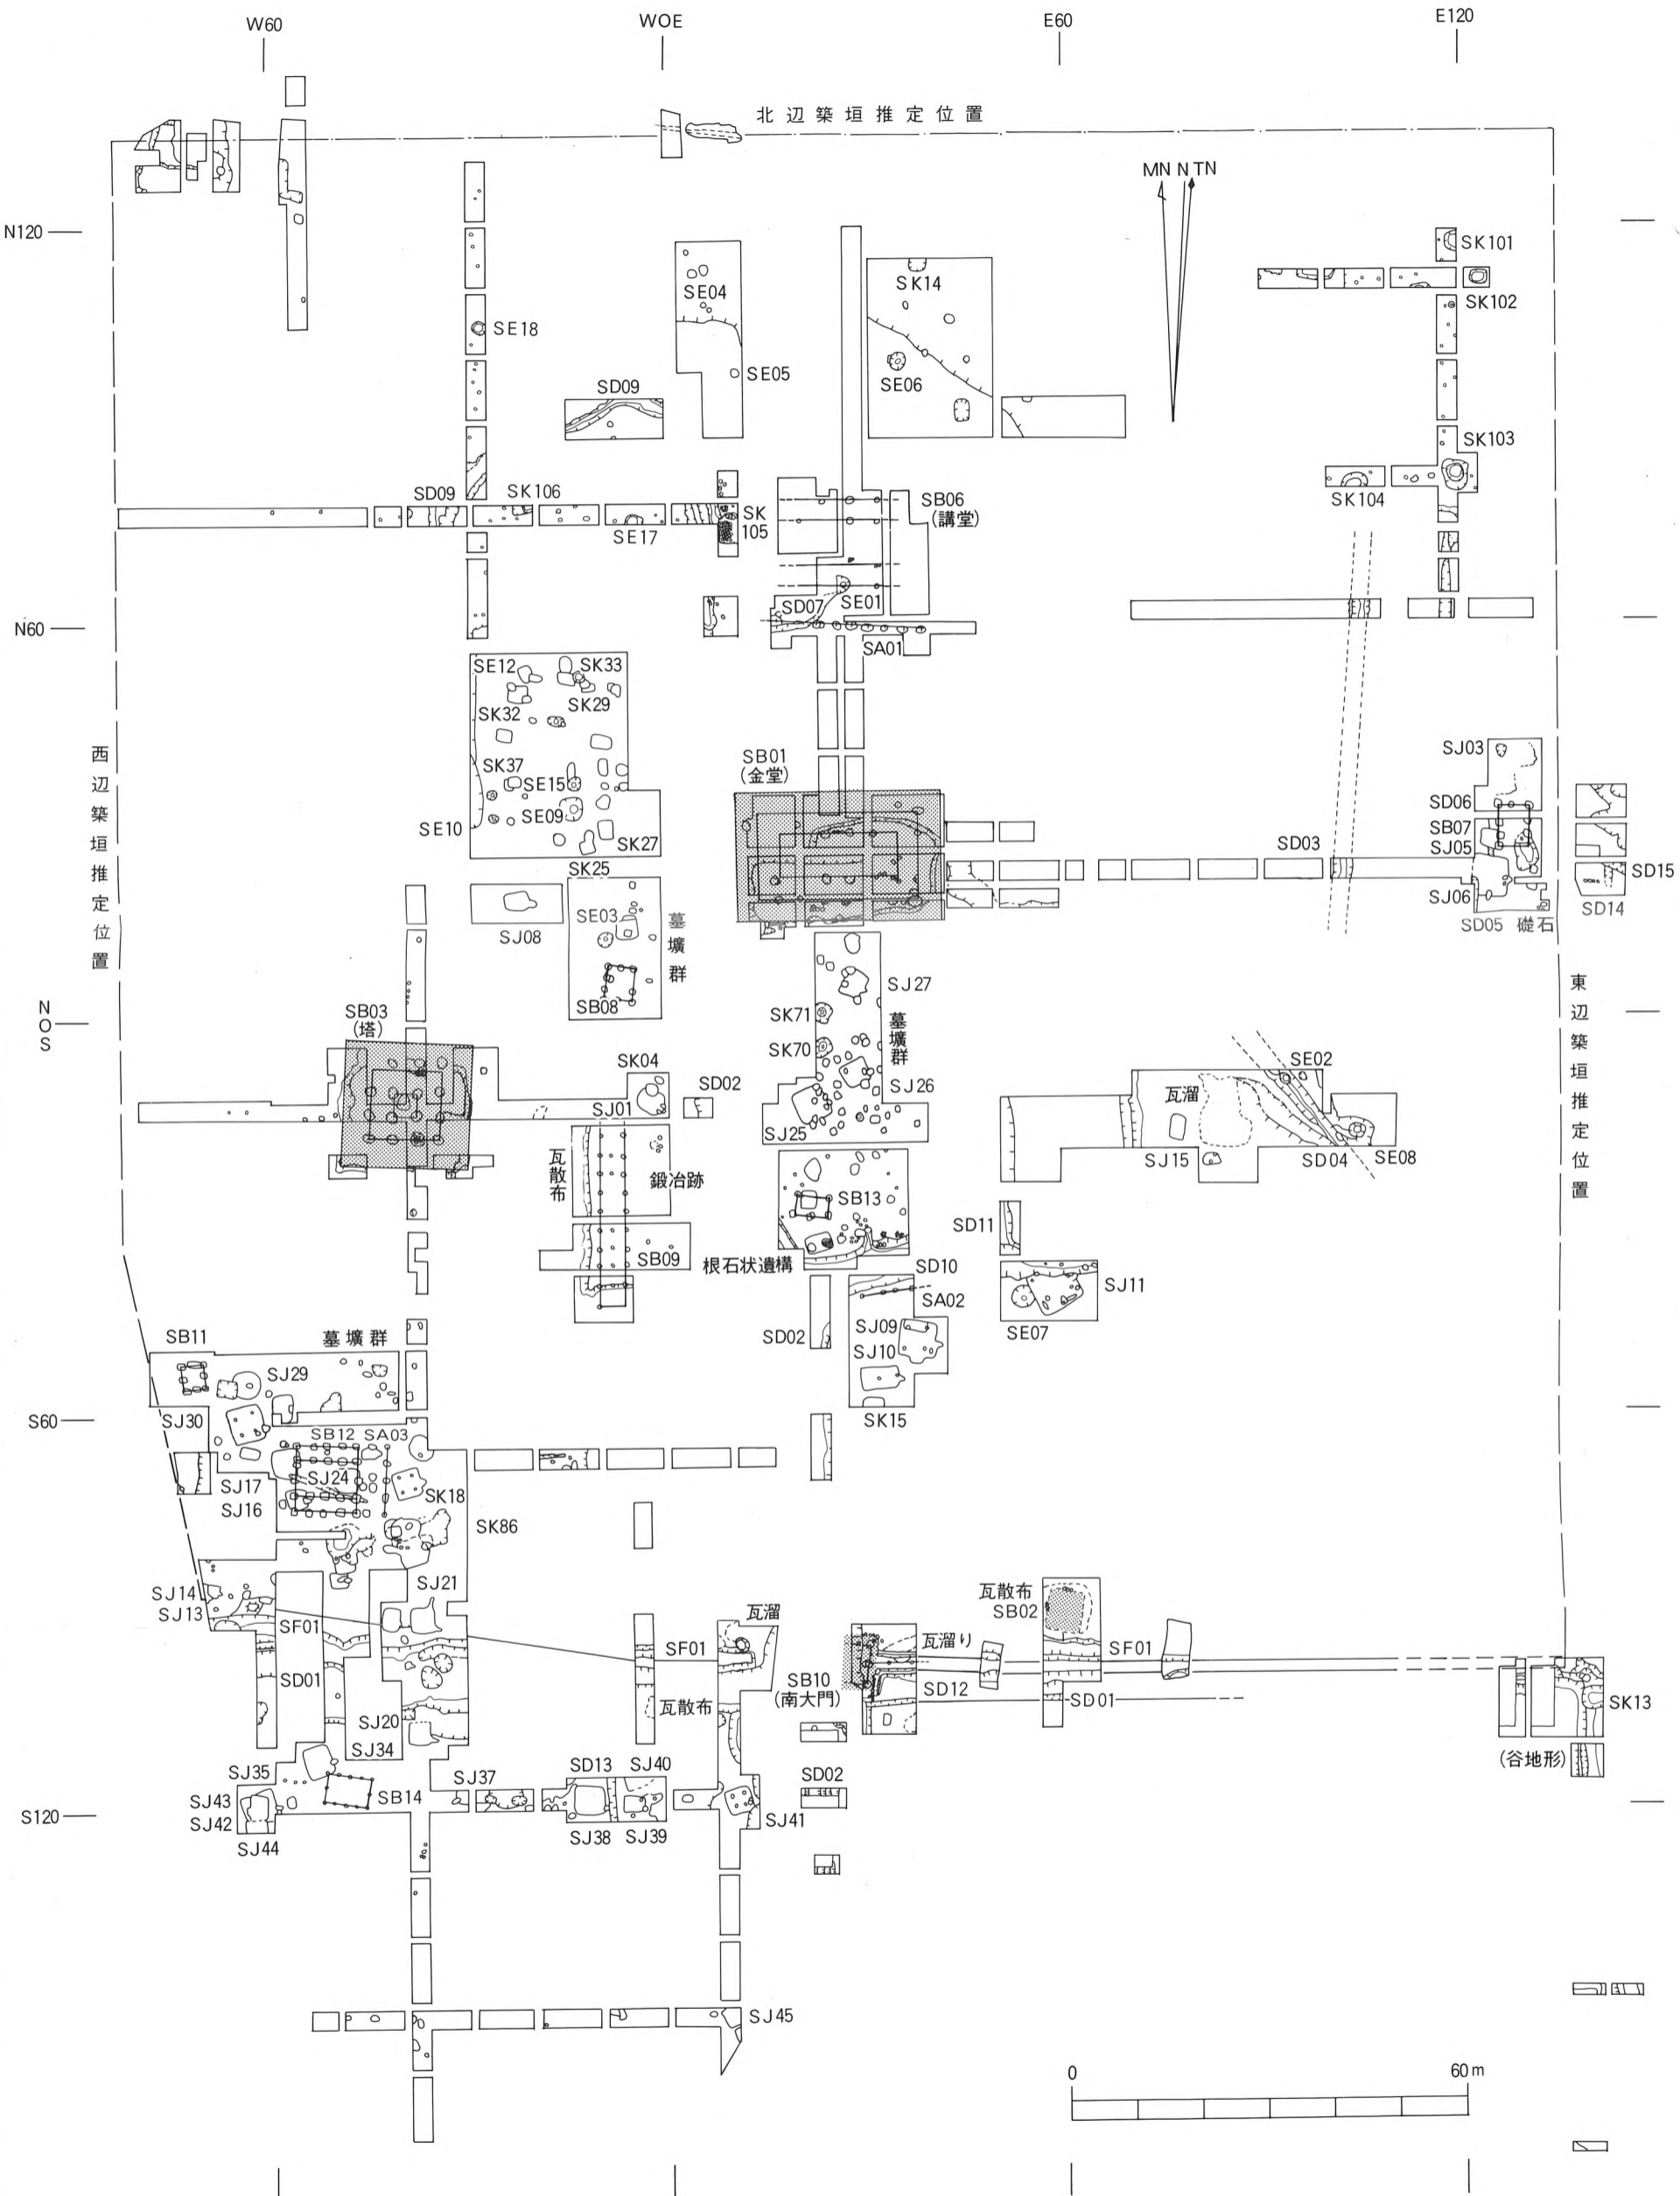 W60
WOE
E60
E120
北辺築垣推定位置
MN N TN
N120
SK101
SE04
SK14
SK102
SE18
SE05
SE06
SD09
SK103
SD09
SK106
SK104
SB06
(講堂)
SK
105
SE17
SD07
SE01
N60
SA01
SE12
SK33
SK29
SK32
西辺築垣推定位置
SB01
(金堂)
SJ03
SK37
SE15
SD06
SE10
SE09
SB07
SK27
SD03
SJ05
SK25
SD15
SJ06
SE03
SJ08
墓壙群
SD14
SD05 礎石
東辺築垣推定位置
SJ27
SB08
SB03
(塔)
NOS
SK71
墓壙群
SK70
SK04
SE02
SD02
瓦溜
SJ26
SJ01
SJ25
瓦散布
鍛冶跡
SJ15
SD04
SE08
SB13
SD11
SB09
根石状遺構
SD10
SA02
SJ11
SB11
墓壙群
SD02
SJ09
SE07
SJ10
SJ29
SJ30
SK15
S60
SB12
SA03
SJ24
SJ17
SK18
SJ16
SK86
SJ14
SJ21
瓦散布
SB02
SJ13
瓦溜
SF01
瓦溜り
SF01
SF01
SD01
SB10
(南大門)
SD12
SD01
SK13
瓦散布
SJ20
SJ34
(谷地形)
SJ35
SJ37
SD13
SJ40
SD02
SJ43
SB14
SJ42
S120
SJ44
SJ38
SJ39
SJ41
SJ45
0
60m